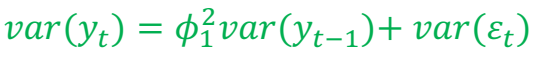 var(y_t) = ϕ_1^2 var(y_{t−1})+ var(ε_t)